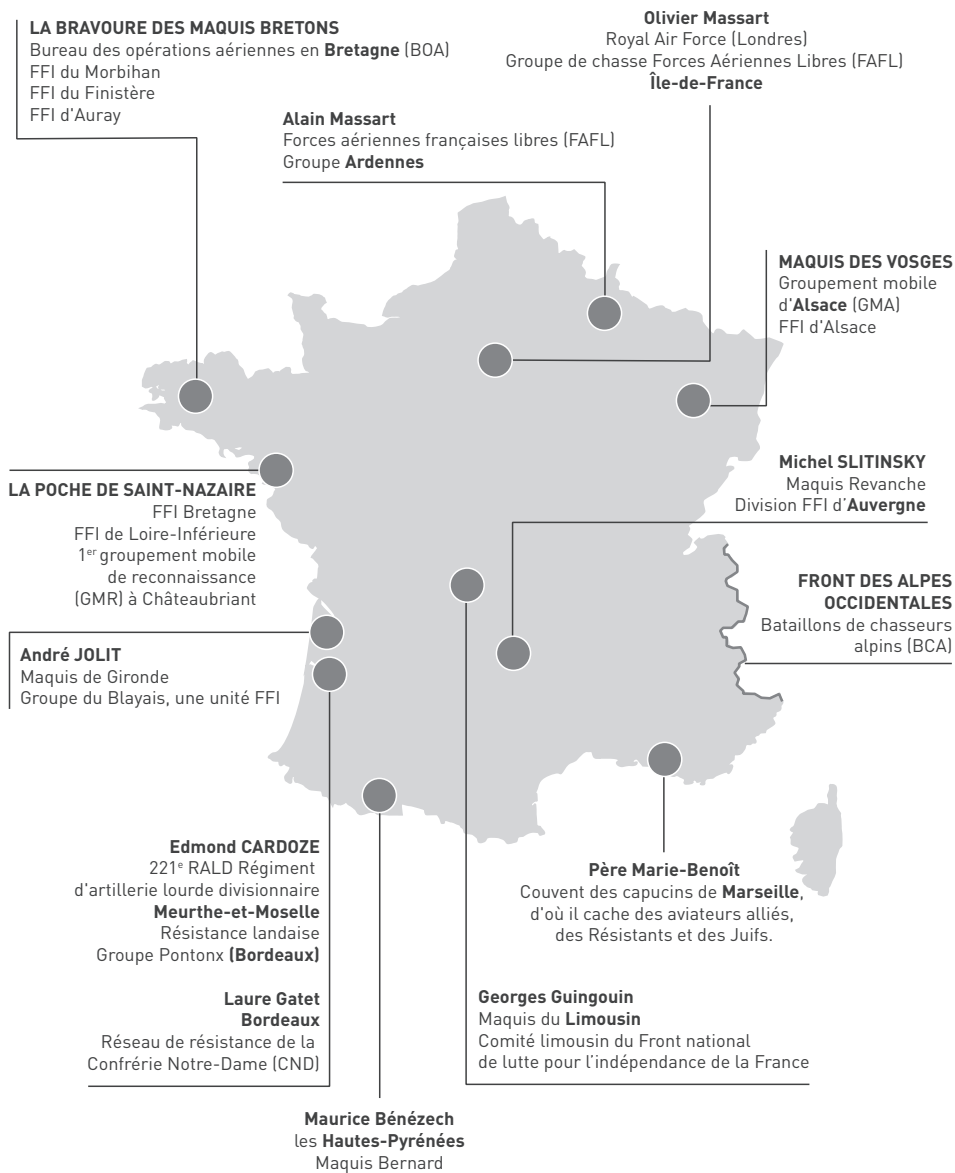 LA BRAVOURE DES MAQUIS BRETONS
Bureau des opérations aériennes en Bretagne (BOA)
FFI du Morbihan
FFI du Finistère
FFI d'Auray
Olivier Massart
Royal Air Force (Londres)
Groupe de chasse Forces Aériennes Libres (FAFL)
Île-de-France
Alain Massart
Forces aériennes françaises libres (FAFL)
Groupe Ardennes
MAQUIS DES VOSGES
Groupement mobile
d'Alsace (GMA)
FFI d'Alsace
LA POCHE DE SAINT-NAZAIRE
FFI Bretagne
FFI de Loire-Inférieure
1er groupement mobile
de reconnaissance
(GMR) à Châteaubriant
Michel SLITINSKY
Maquis Revanche
Division FFI d’Auvergne
FRONT DES ALPES
OCCIDENTALES
Bataillons de chasseurs
alpins (BCA)
André JOLIT
Maquis de Gironde
Groupe du Blayais, une unité FFI
Edmond CARDOZE
221e RALD Régiment
d'artillerie lourde divisionnaire
Meurthe-et-Moselle
Résistance landaise
Groupe Pontonx (Bordeaux)
Laure Gatet
Bordeaux
Réseau de résistance de la
Confrérie Notre-Dame (CND)
Père Marie-Benoît
Couvent des capucins de Marseille,
d'où il cache des aviateurs alliés,
des Résistants et des Juifs.
Georges Guingouin
Maquis du Limousin
Comité limousin du Front national
de lutte pour l’indépendance de la France
Maurice Bénézech
les Hautes-Pyrénées
Maquis Bernard